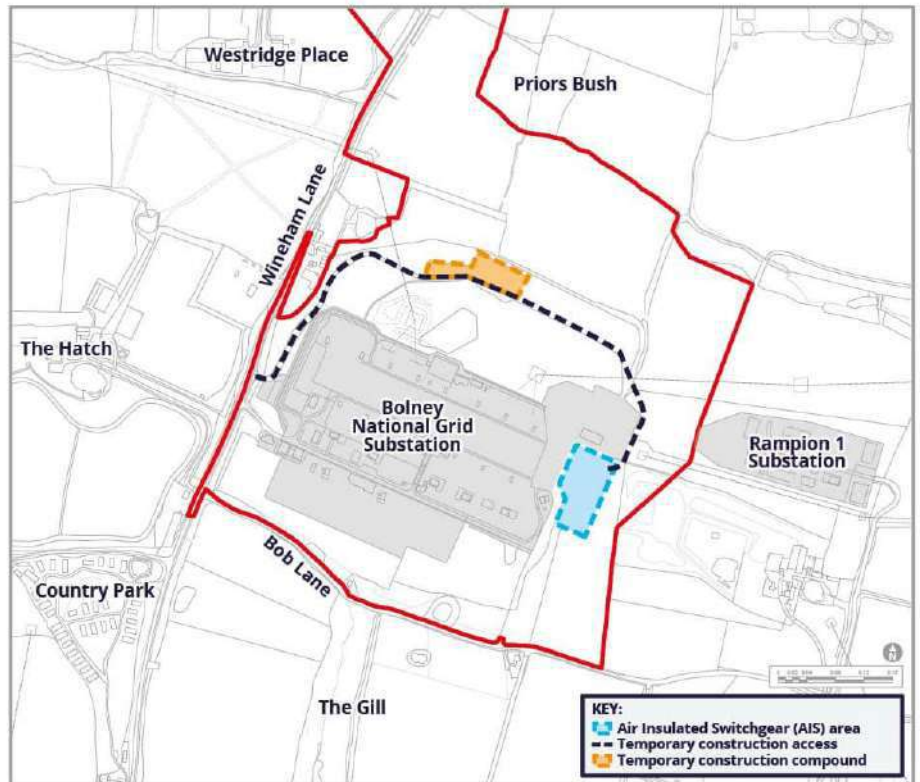 Westridge Place
Priors Bush
Wineham Lane
The Hatch
Bolney
National Grid
Substation
Rampion 1
Substation
Bob Lane
Country Park
The Gill
N
KEY:
Air Insulated Switchgear (AIS) area
Temporary construction access
Temporary construction compound